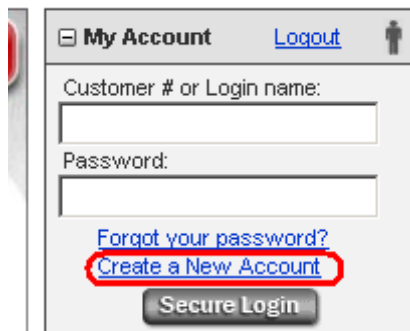 My Account Logout
Customer # or Login name:
Password:
Forgot your password?
Create a New Account
Secure Login